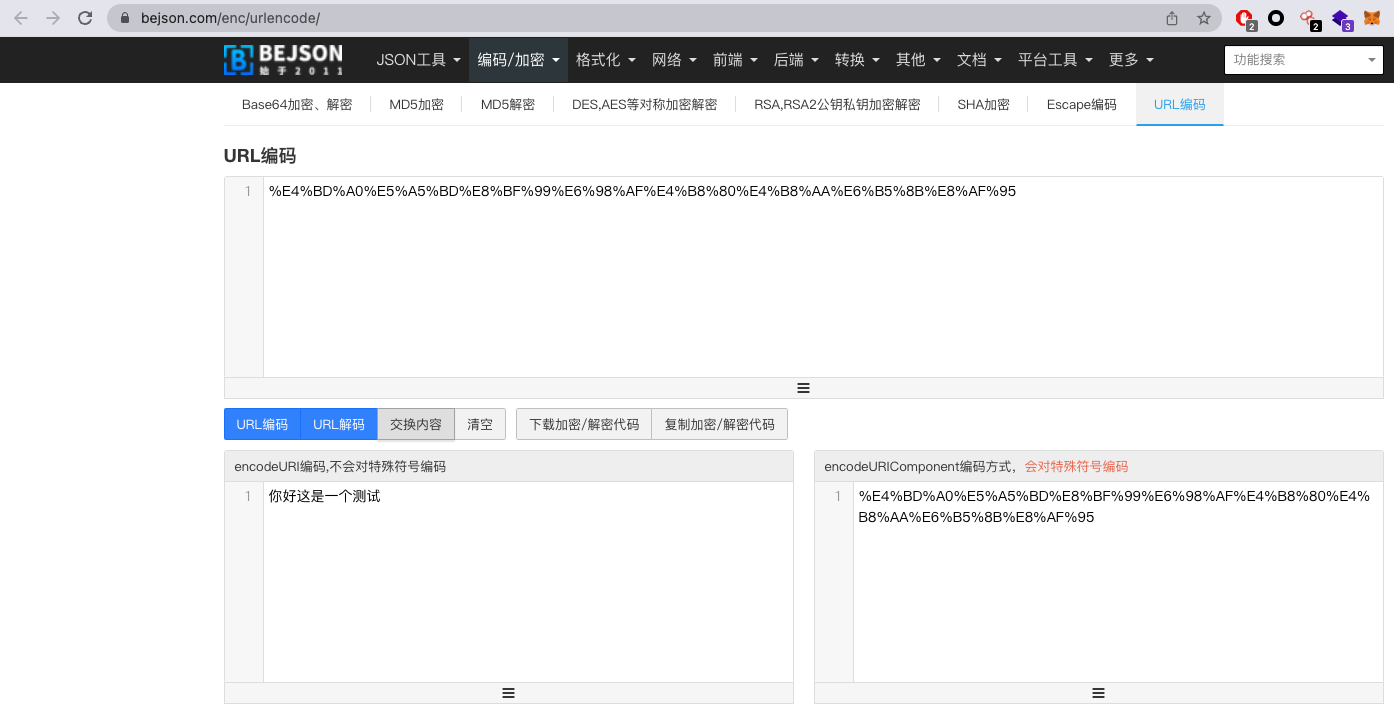 bejson.com/enc/urlencode/
2 2 3
BEJSON
始于2011
JSON工具 编码/加密 格式化 网络 前端 后端 转换 其他 文档 平台工具 更多 功能搜索
Base64加密、解密 MD5加密 MD5解密 DES,AES等对称加密解密 RSA,RSA2公钥私钥加密解密 SHA加密 Escape编码 URL编码
URL编码
1 %E4%BD%A0%E5%A5%BD%E8%BF%99%E6%98%AF%E4%B8%80%E4%B8%AA%E6%B5%8B%E8%AF%95
URL编码 URL解码 交换内容 清空 下载加密/解密代码 复制加密/解密代码
encodeURI编码,不会对特殊符号编码
1 你好这是一个测试
encodeURIComponent编码方式，会对特殊符号编码
1 %E4%BD%A0%E5%A5%BD%E8%BF%99%E6%98%AF%E4%B8%80%E4%
B8%AA%E6%B5%8B%E8%AF%95